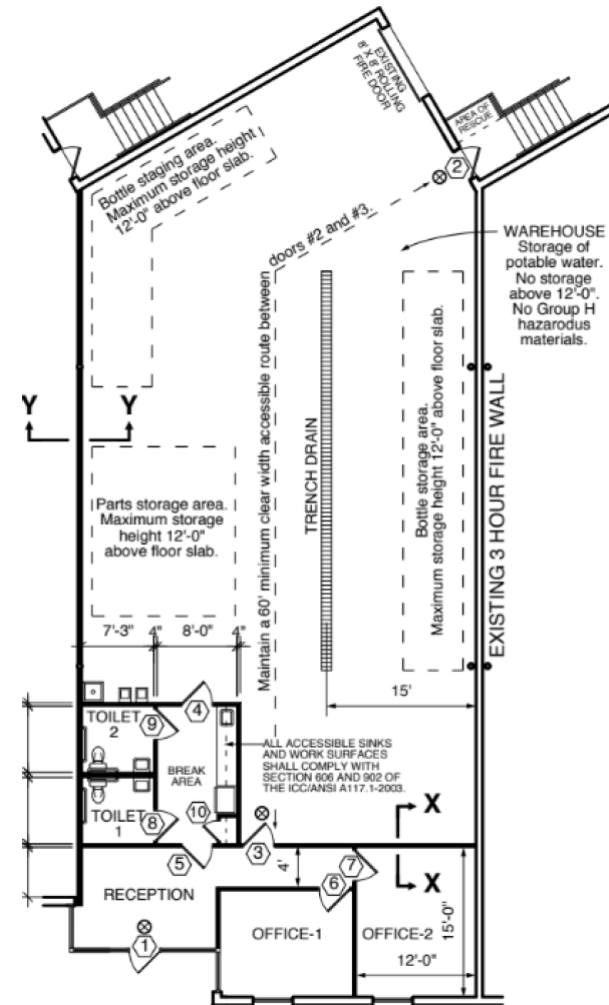 EXISTING
8' X 8' ROLLING
FIRE DOOR
AREA OF
RESCUE
2
Bottle staging area.
Maximum storage height
12'-0" above floor slab.
doors #2 and #3.
WAREHOUSE
Storage of
potable water.
No storage
above 12'-0".
No Group H
hazarodus
materials.
Y
Y
Maintain a 60' minimum clear width accessible route between
TRENCH DRAIN
Bottle storage area.
Maximum storage height 12'-0" above floor slab.
EXISTING 3 HOUR FIRE WALL
Parts storage area.
Maximum storage
height 12'-0"
above floor slab.
7'-3"
4"
8'-0"
4"
15'
TOILET
2
9
4
ALL ACCESSIBLE SINKS
AND WORK SURFACES
SHALL COMPLY WITH
SECTION 606 AND 902 OF
THE ICC/ANSI A117.1-2003.
BREAK
AREA
TOILET
1
8
10
X
5
3
4'
7
X
6
RECEPTION
1
OFFICE-1
OFFICE-2
15'-0"
12'-0"